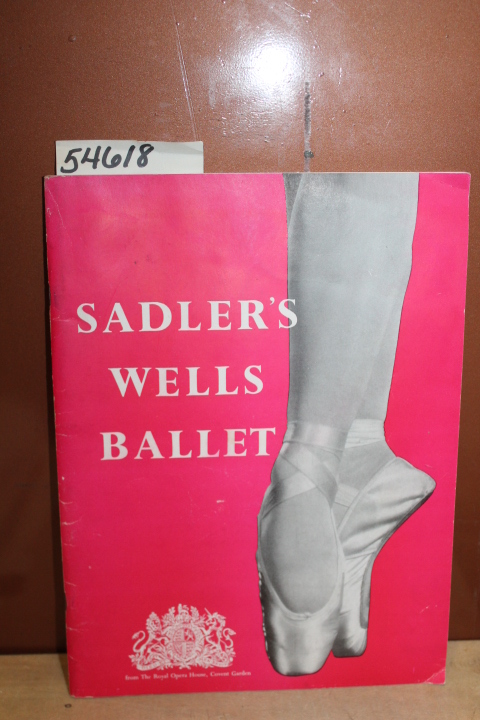 54618
SADLER'S
WELLS
BALLET
from The Royal Opera House, Covent Garden